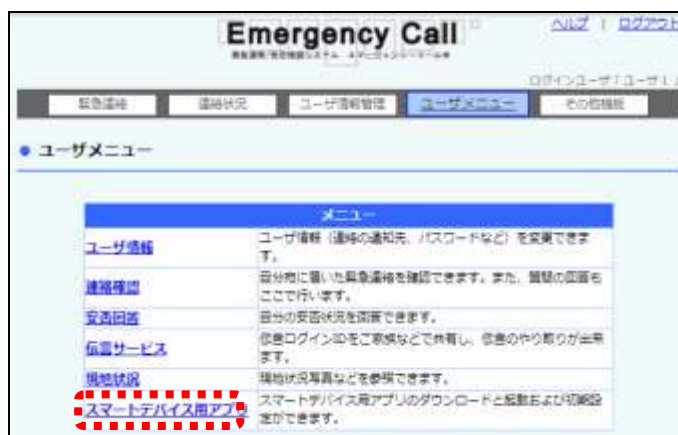 Emergency Call
ヘルプ | ログアウト
ログインユーザ「ユーザ1」
緊急連絡
連絡状況
ユーザ情報管理
ユーザメニュー
その他機能
ユーザメニュー
メニュー
ユーザ情報
ユーザ情報（連絡の通知先、パスワードなど）を変更できま
す。
連絡確認
自分宛に届いた緊急連絡を確認できます。また、質問の回答も
ここで行います。
安否回答
自分の安否状況を回答できます。
伝言サービス
伝言ログインIDをご家族などで共有し、伝言のやり取りが出来
ます。
現地状況
現地状況写真などを参照できます。
スマートデバイス用アプリ
スマートデバイス用アプリのダウンロードと起動および初期設
定ができます。